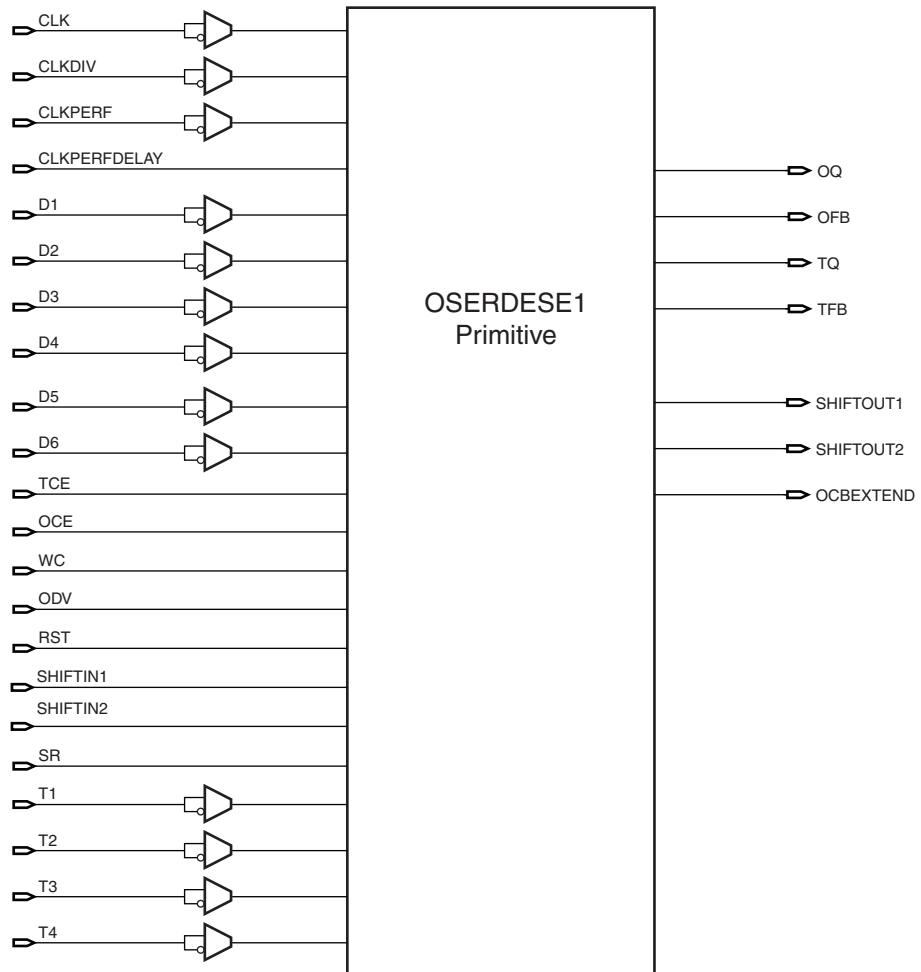 CLK
CLKDIV
CLKPERF
CLKPERFDELAY
D1
D2
D3
D4
D5
D6
TCE
OCE
WC
ODV
RST
SHIFTIN1
SHIFTIN2
SR
T1
T2
T3
T4
OSERDESE1
Primitive
OQ
OFB
TQ
TFB
SHIFTOUT1
SHIFTOUT2
OCBEXTEND